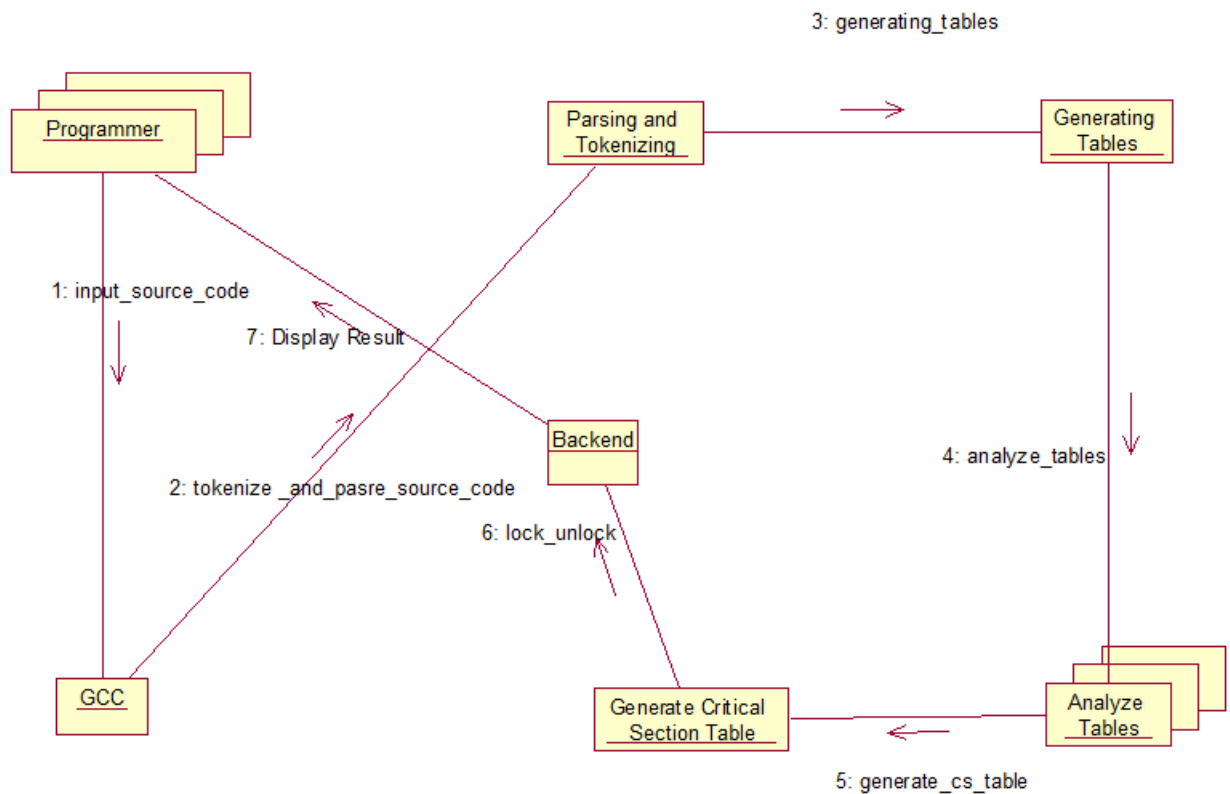 3: generating_tables
Programmer
Parsing and
Tokenizing
Generating
Tables
1: input_source_code
7: Display Result
Backend
4: analyze_tables
2: tokenize _and_pasre_source_code
6: lock_unlock
GCC
Generate Critical
Section Table
Analyze
Tables
5: generate_cs_table